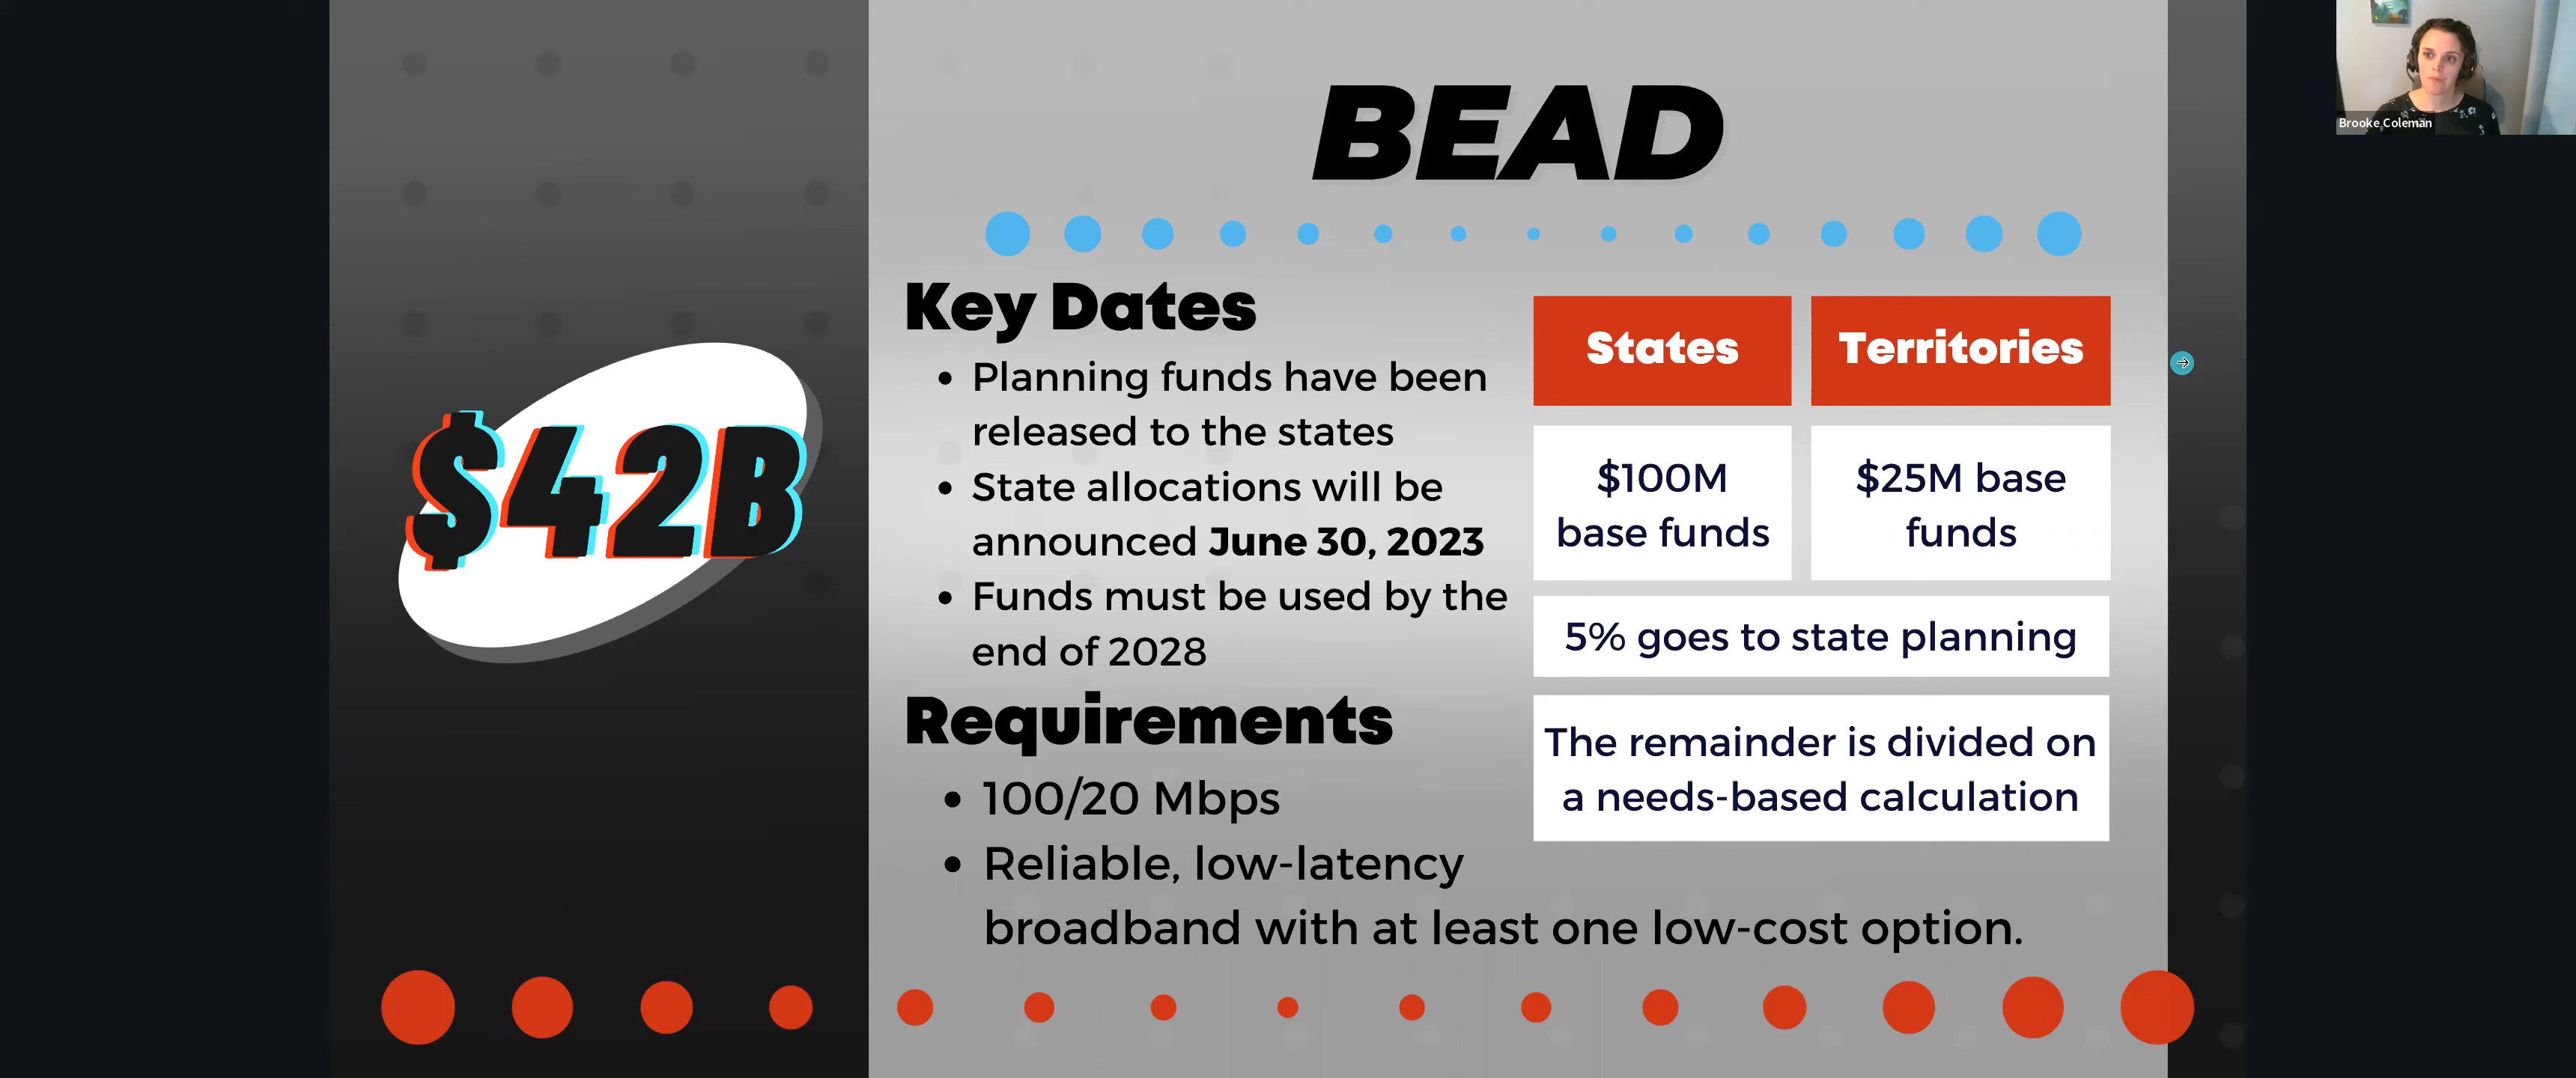 BEAD
$42B
Key Dates
• Planning funds have been
released to the states
• State allocations will be
announced June 30, 2023
• Funds must be used by the
end of 2028
Requirements
• 100/20 Mbps
• Reliable, low-latency
broadband with at least one low-cost option.
States
Territories
$100M
base funds
$25M base
funds
5% goes to state planning
The remainder is divided on
a needs-based calculation
Brooke Coleman